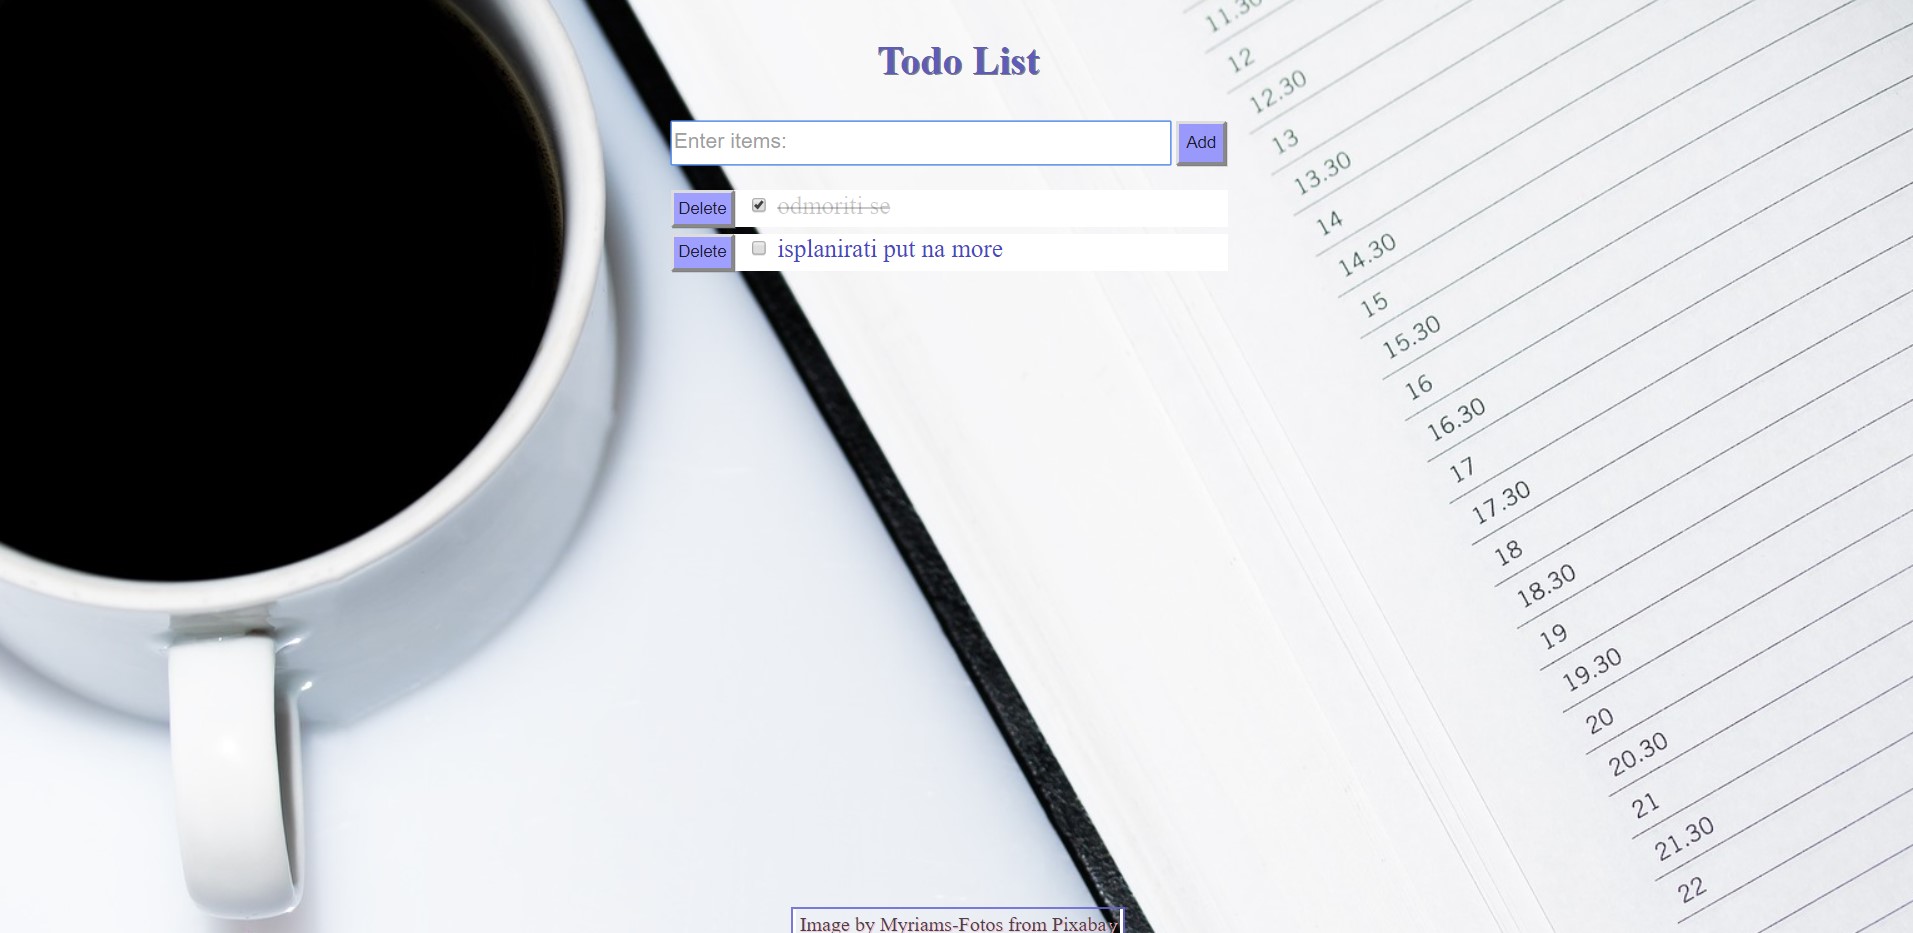 Todo List
Enter items:
Add
Delete
odmoriti se
Delete
isplanirati put na more
11.30
12
12.30
13
13.30
14
14.30
15
15.30
16
16.30
17
17.30
18
18.30
19
19.30
20
20.30
21
21.30
22
Image by Myriams-Fotos from Pixabay